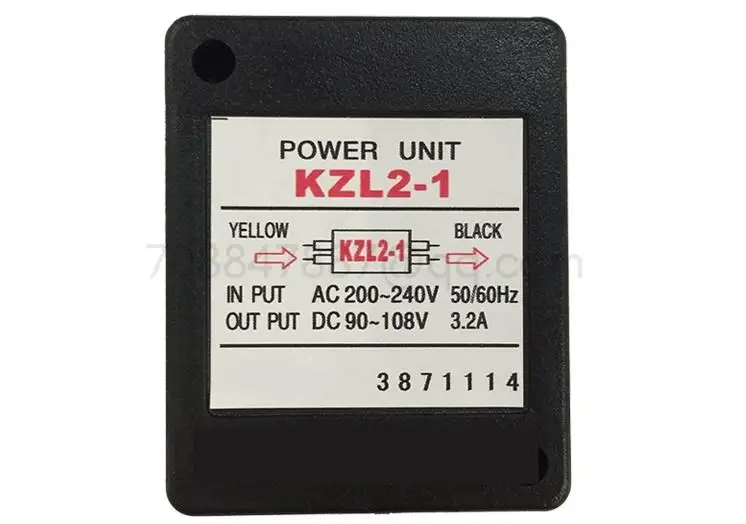 POWER UNIT
KZL2-1
YELLOW KZL2-1 BLACK
IN PUT AC 200~240V 50/60Hz
OUT PUT DC 90~108V 3.2A
3871114